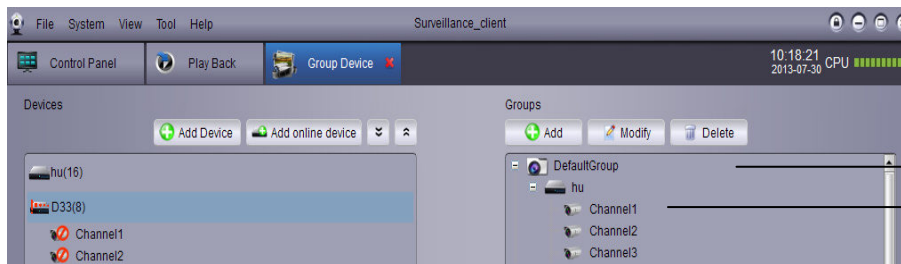 File System View Tool Help Surveillance_client
Control Panel Play Back Group Device 10:18:21 2013-07-30 CPU
Devices Groups
Add Device Add online device Add Modify Delete
hu(16) DefaultGroup
hu
D33(8) Channel1
Channel1 Channel2
Channel2 Channel3